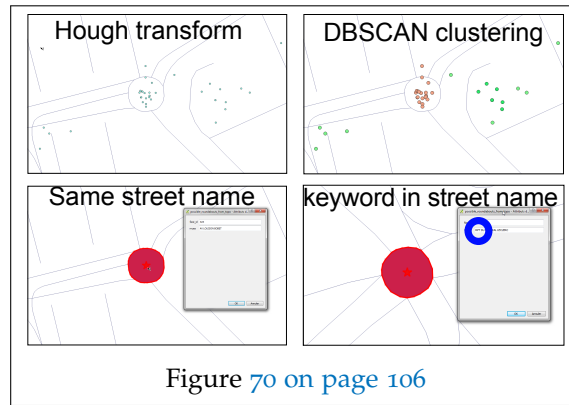 Hough transform
DBSCAN clustering
Same street name
keyword in street name
Figure 70 on page 106